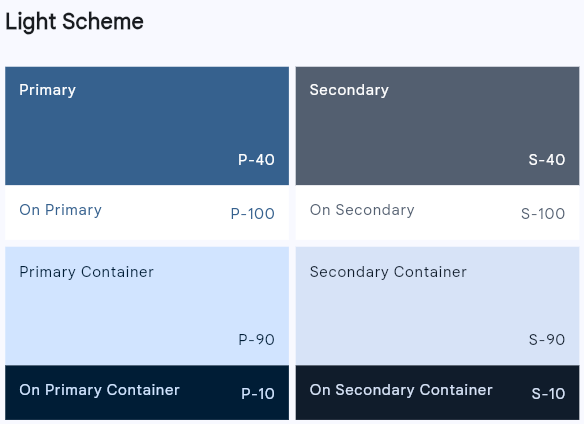 Light Scheme
Primary
P-40
Secondary
S-40
On Primary
P-100
On Secondary
S-100
Primary Container
P-90
Secondary Container
S-90
On Primary Container
P-10
On Secondary Container
S-10